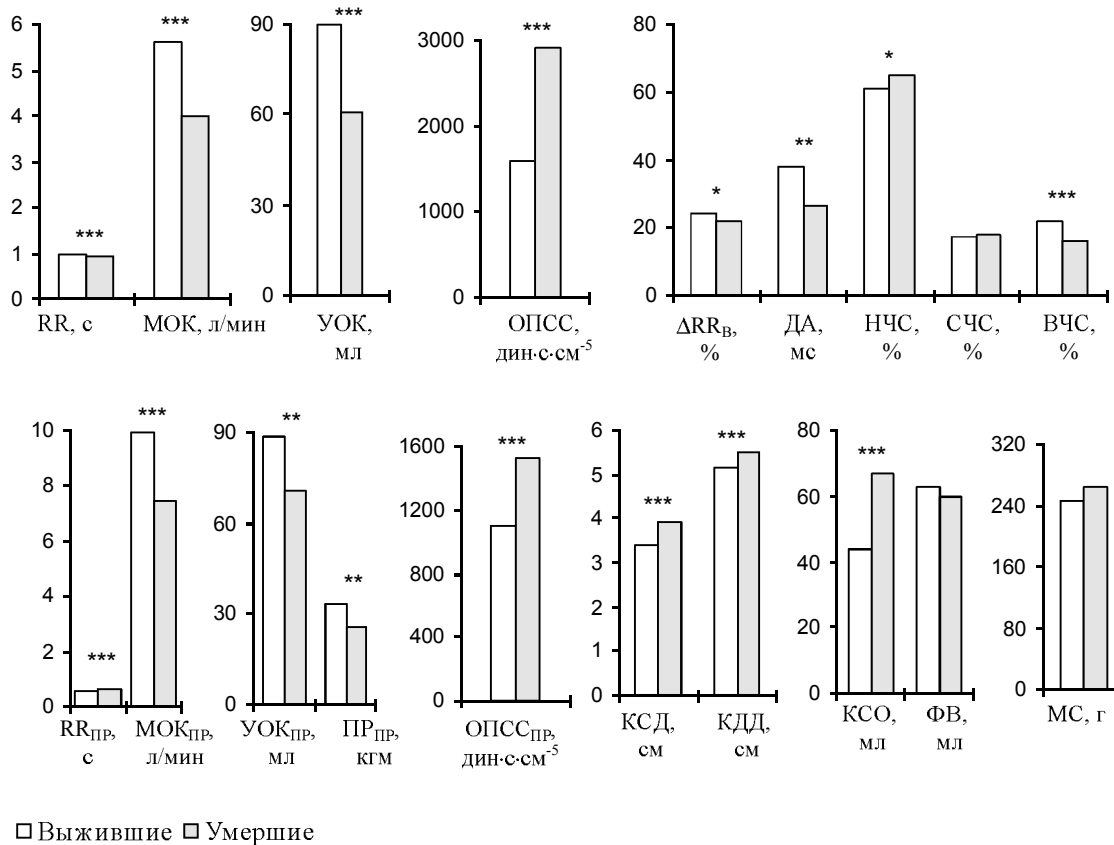 6
5
4
3
2
1
0
***
***
RR, с
МОК, л/мин
90
60
30
0
***
УОК,
мл
3000
2000
1000
0
***
ОПСС,
дин·с·см⁻⁵
80
60
40
20
0
*
**
*
***
ΔRRВ,
%
ДА,
мс
НЧС,
%
СЧС,
%
ВЧС,
%
10
8
6
4
2
0
***
***
RRПР,
с
МОКПР,
л/мин
90
60
30
0
**
**
УОКПР,
мл
ПРПР,
кгм
1600
1200
800
400
0
***
ОПССПР,
дин·с·см⁻⁵
6
5
4
3
2
1
0
***
***
КСД,
см
КДД,
см
80
60
40
20
0
***
КСО,
мл
ФВ,
мл
320
240
160
80
0
МС, г
Выжившие Умершие